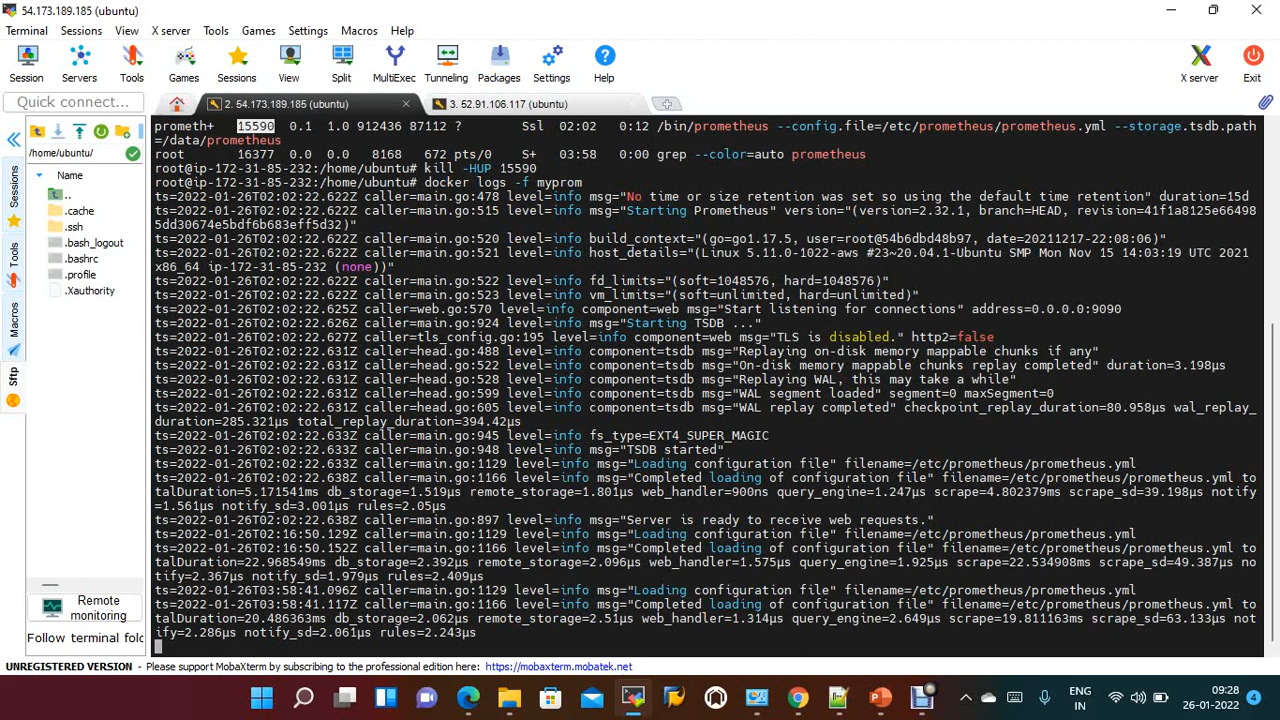 54.173.189.185 (ubuntu)
Terminal Sessions View X server Tools Games Settings Macros Help
Session Servers Tools Games Sessions View Split MultiExec Tunneling Packages Settings Help X server Exit
Quick connect...
2. 54.173.189.185 (ubuntu)
3. 52.91.106.117 (ubuntu)
/home/ubuntu/
Name
..
.cache
.ssh
.bash_logout
.bashrc
.profile
.Xauthority
Sessions
Tools
Macros
Sftp
Remote monitoring
Follow terminal fold
prometh+   15590  0.1  1.0 912436 87112 ?        Ssl  02:02   0:12 /bin/prometheus --config.file=/etc/prometheus/prometheus.yml --storage.tsdb.path
=/data/prometheus
root       16377  0.0  0.0   8168   672 pts/0    S+   03:58   0:00 grep --color=auto prometheus
root@ip-172-31-85-232:/home/ubuntu# kill -HUP 15590
root@ip-172-31-85-232:/home/ubuntu# docker logs -f myprom
ts=2022-01-26T02:02:22.622Z caller=main.go:478 level=info msg="No time or size retention was set so using the default time retention" duration=15d
ts=2022-01-26T02:02:22.622Z caller=main.go:515 level=info msg="Starting Prometheus" version="(version=2.32.1, branch=HEAD, revision=41f1a8125e66498
5dd30674e5bdf6b683eff5d32)"
ts=2022-01-26T02:02:22.622Z caller=main.go:520 level=info build_context="(go=go1.17.5, user=root@54b6dbd48b97, date=20211217-22:08:06)"
ts=2022-01-26T02:02:22.622Z caller=main.go:521 level=info host_details="(Linux 5.11.0-1022-aws #23~20.04.1-Ubuntu SMP Mon Nov 15 14:03:19 UTC 2021
x86_64 ip-172-31-85-232 (none))"
ts=2022-01-26T02:02:22.622Z caller=main.go:522 level=info fd_limits="(soft=1048576, hard=1048576)"
ts=2022-01-26T02:02:22.622Z caller=main.go:523 level=info vm_limits="(soft=unlimited, hard=unlimited)"
ts=2022-01-26T02:02:22.625Z caller=web.go:570 level=info component=web msg="Start listening for connections" address=0.0.0.0:9090
ts=2022-01-26T02:02:22.626Z caller=main.go:924 level=info msg="Starting TSDB ..."
ts=2022-01-26T02:02:22.627Z caller=tls_config.go:195 level=info component=web msg="TLS is disabled." http2=false
ts=2022-01-26T02:02:22.631Z caller=head.go:488 level=info component=tsdb msg="Replaying on-disk memory mappable chunks if any"
ts=2022-01-26T02:02:22.631Z caller=head.go:522 level=info component=tsdb msg="On-disk memory mappable chunks replay completed" duration=3.198µs
ts=2022-01-26T02:02:22.631Z caller=head.go:528 level=info component=tsdb msg="Replaying WAL, this may take a while"
ts=2022-01-26T02:02:22.631Z caller=head.go:599 level=info component=tsdb msg="WAL segment loaded" segment=0 maxSegment=0
ts=2022-01-26T02:02:22.631Z caller=head.go:605 level=info component=tsdb msg="WAL replay completed" checkpoint_replay_duration=80.958µs wal_replay_
duration=285.321µs total_replay_duration=394.42µs
ts=2022-01-26T02:02:22.633Z caller=main.go:945 level=info fs_type=EXT4_SUPER_MAGIC
ts=2022-01-26T02:02:22.633Z caller=main.go:948 level=info msg="TSDB started"
ts=2022-01-26T02:02:22.633Z caller=main.go:1129 level=info msg="Loading configuration file" filename=/etc/prometheus/prometheus.yml
ts=2022-01-26T02:02:22.638Z caller=main.go:1166 level=info msg="Completed loading of configuration file" filename=/etc/prometheus/prometheus.yml to
talDuration=5.171541ms db_storage=1.519µs remote_storage=1.801µs web_handler=900ns query_engine=1.247µs scrape=4.802379ms scrape_sd=39.198µs notify
=1.561µs notify_sd=3.001µs rules=2.05µs
ts=2022-01-26T02:02:22.638Z caller=main.go:897 level=info msg="Server is ready to receive web requests."
ts=2022-01-26T02:16:50.129Z caller=main.go:1129 level=info msg="Loading configuration file" filename=/etc/prometheus/prometheus.yml
ts=2022-01-26T02:16:50.152Z caller=main.go:1166 level=info msg="Completed loading of configuration file" filename=/etc/prometheus/prometheus.yml to
talDuration=22.968549ms db_storage=2.392µs remote_storage=2.096µs web_handler=1.575µs query_engine=1.925µs scrape=22.534908ms scrape_sd=49.387µs no
tify=2.367µs notify_sd=1.979µs rules=2.409µs
ts=2022-01-26T03:58:41.096Z caller=main.go:1129 level=info msg="Loading configuration file" filename=/etc/prometheus/prometheus.yml
ts=2022-01-26T03:58:41.117Z caller=main.go:1166 level=info msg="Completed loading of configuration file" filename=/etc/prometheus/prometheus.yml to
talDuration=20.486363ms db_storage=2.062µs remote_storage=2.51µs web_handler=1.314µs query_engine=2.649µs scrape=19.811163ms scrape_sd=63.133µs not
ify=2.286µs notify_sd=2.061µs rules=2.243µs
UNREGISTERED VERSION - Please support MobaXterm by subscribing to the professional edition here: https://mobaxterm.mobatek.net
ENG
IN
09:28
26-01-2022
4